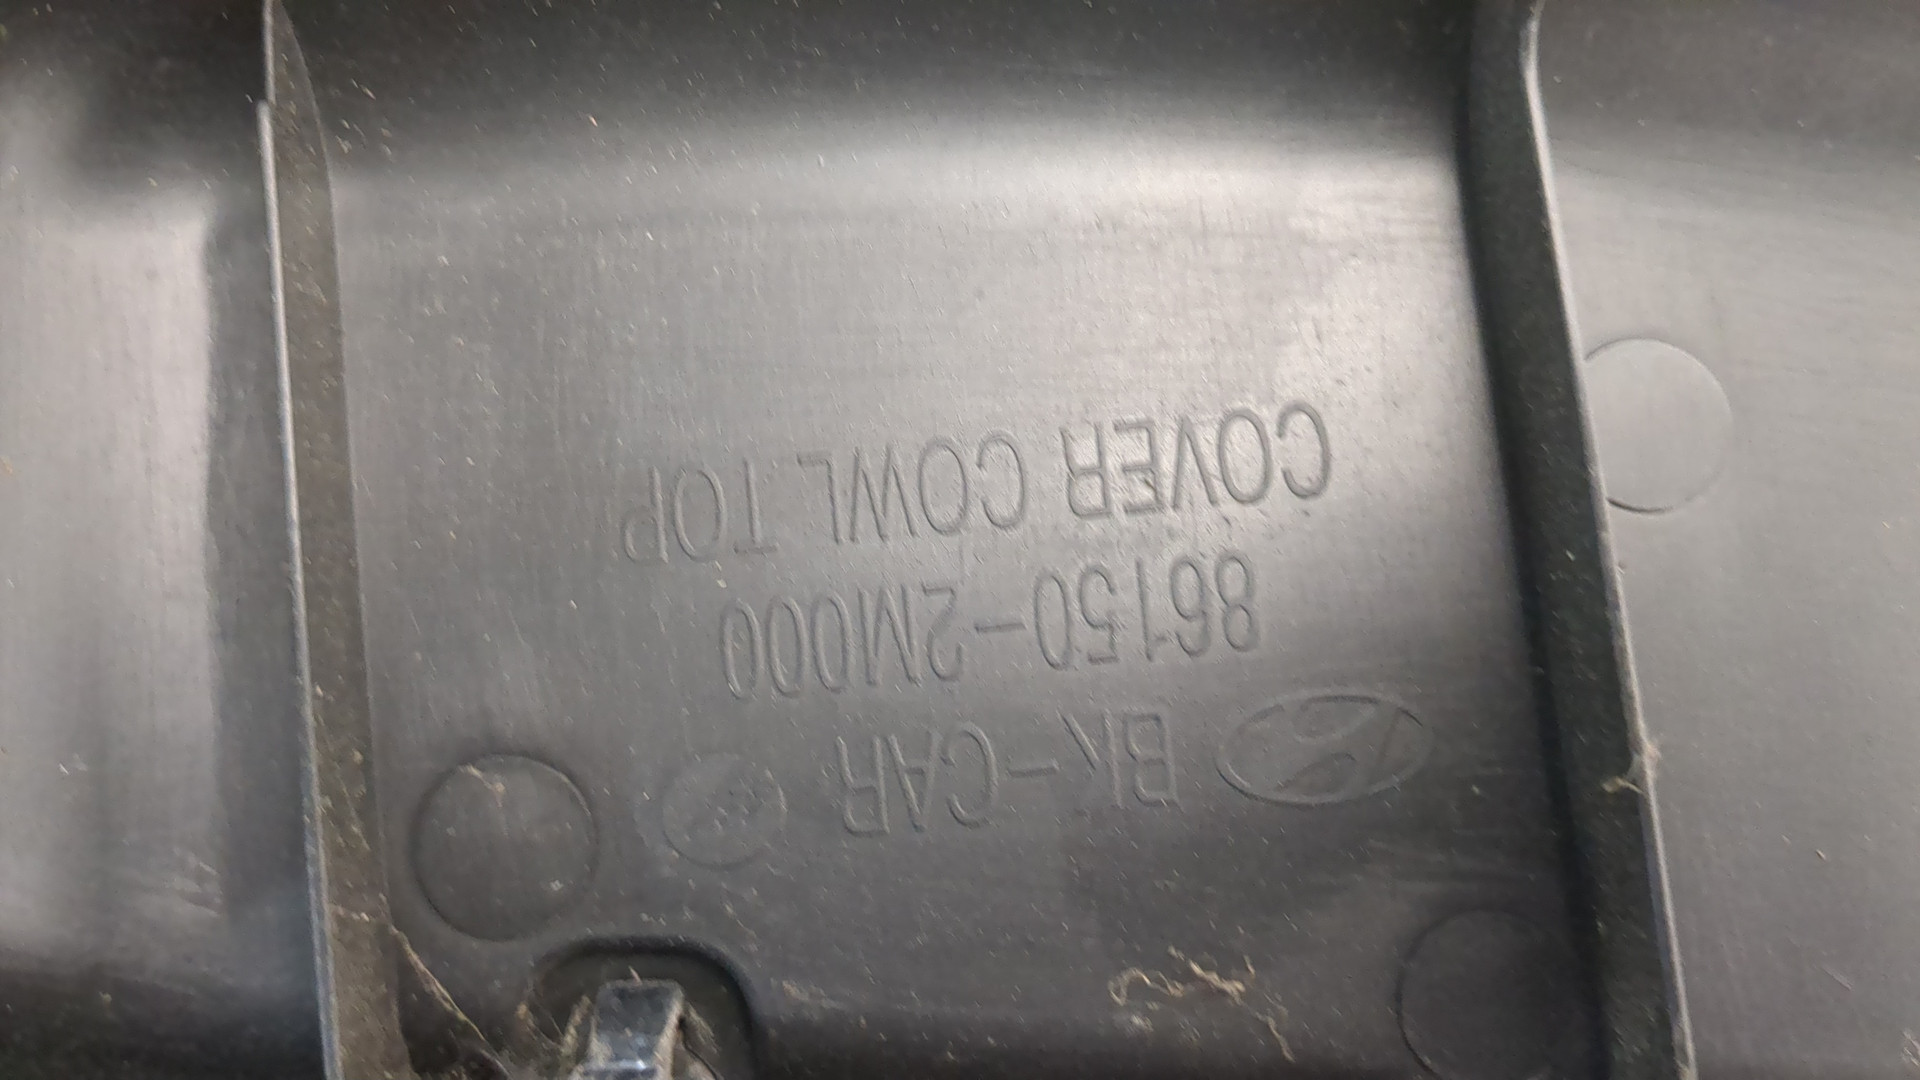 BK-CAR
86150-2M000
COVER COWL TOP